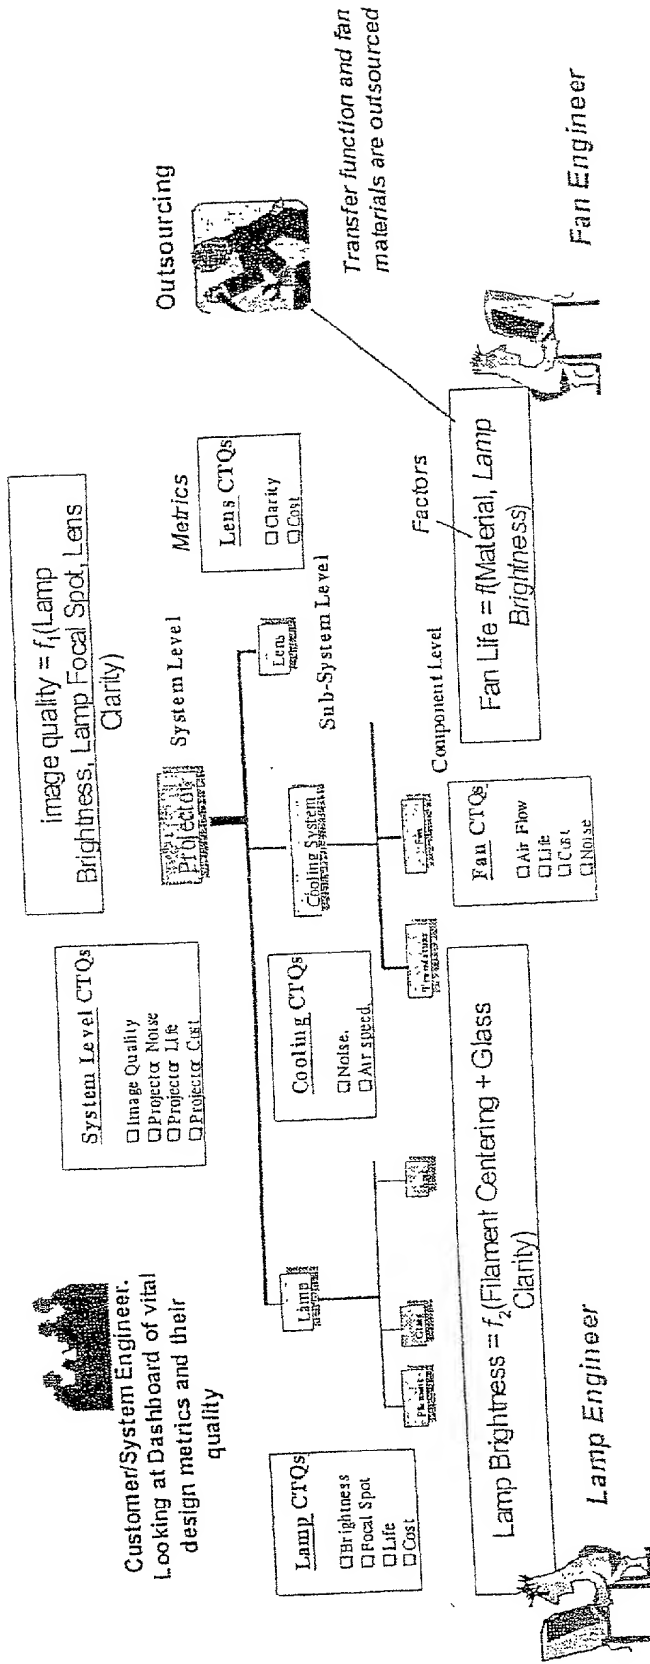 Customer/System Engineer.
Looking at Dashboard of vital
design metrics and their
quality
System Level CTQs
Image Quality
Projector Noise
Projector Life
Projector Cost
Image quality = f1(Lamp
Brightness, Lamp Focal Spot, Lens
Clarity)
Outsourcing
Transfer function and fan
materials are outsourced
Projector
System Level
Metrics
Lens CTQs
Clarity
Cost
Lamp
Cooling System
Lens
Sub-System Level
Lamp CTQs
Brightness
Focal Spot
Life
Cost
Cooling CTQs
Noise.
Air speed
Glass
Component Level
Factors
Lamp Brightness = f2(Filament Centering + Glass
Clarity)
Fan CTQs
Air Flow
Life
Cost
Noise
Fan Life = f(Material, Lamp
Brightness)
Lamp Engineer
Fan Engineer